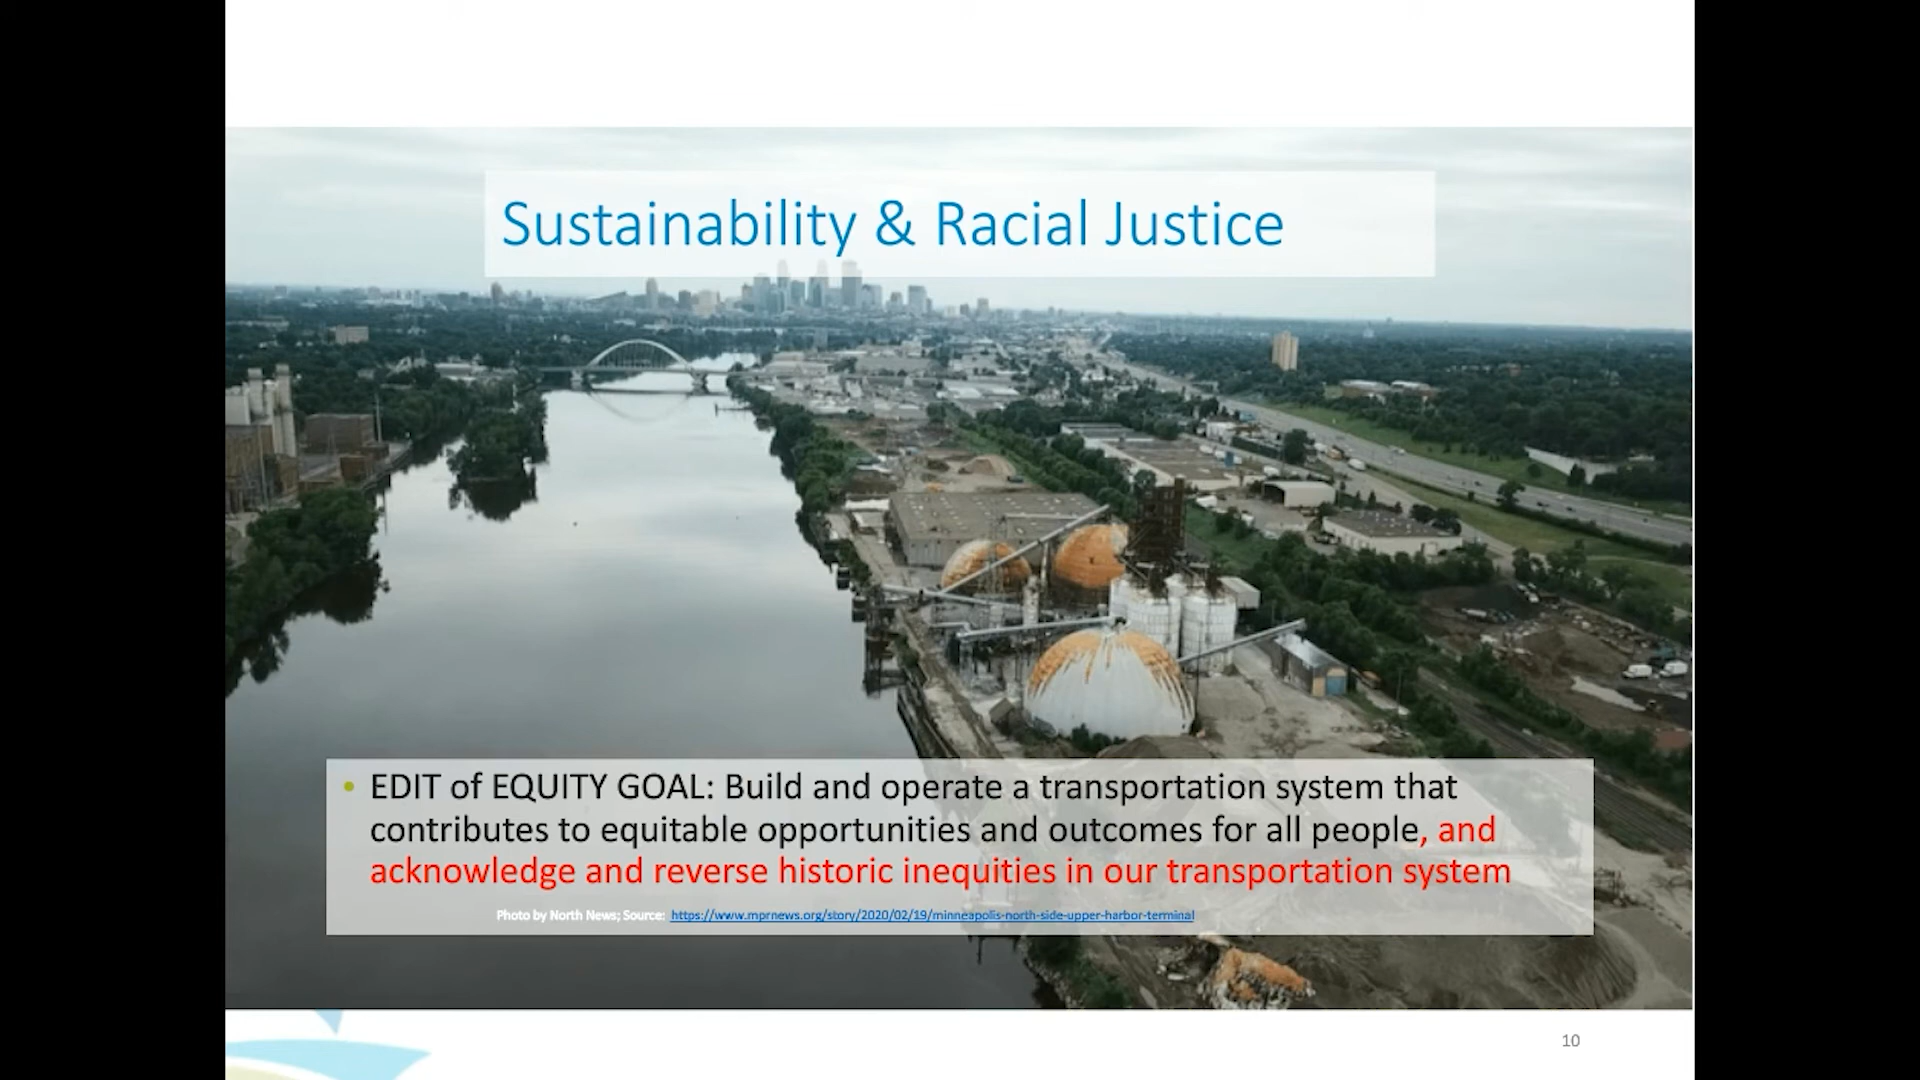 Sustainability & Racial Justice
• EDIT of EQUITY GOAL: Build and operate a transportation system that
contributes to equitable opportunities and outcomes for all people, and
acknowledge and reverse historic inequities in our transportation system
Photo by North News; Source: https://www.mprnews.org/story/2020/02/19/minneapolis-north-side-upper-harbor-terminal
10